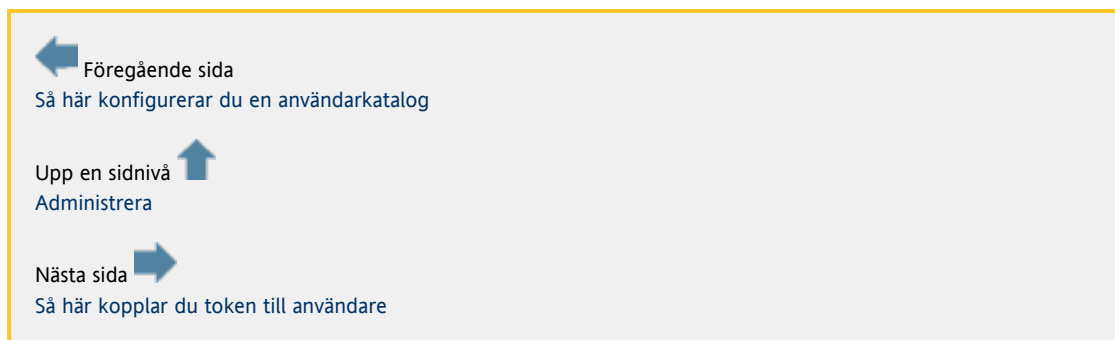 Föregående sida
Så här konfigurerar du en användarkatalog
Upp en sidnivå
Administrera
Nästa sida
Så här kopplar du token till användare